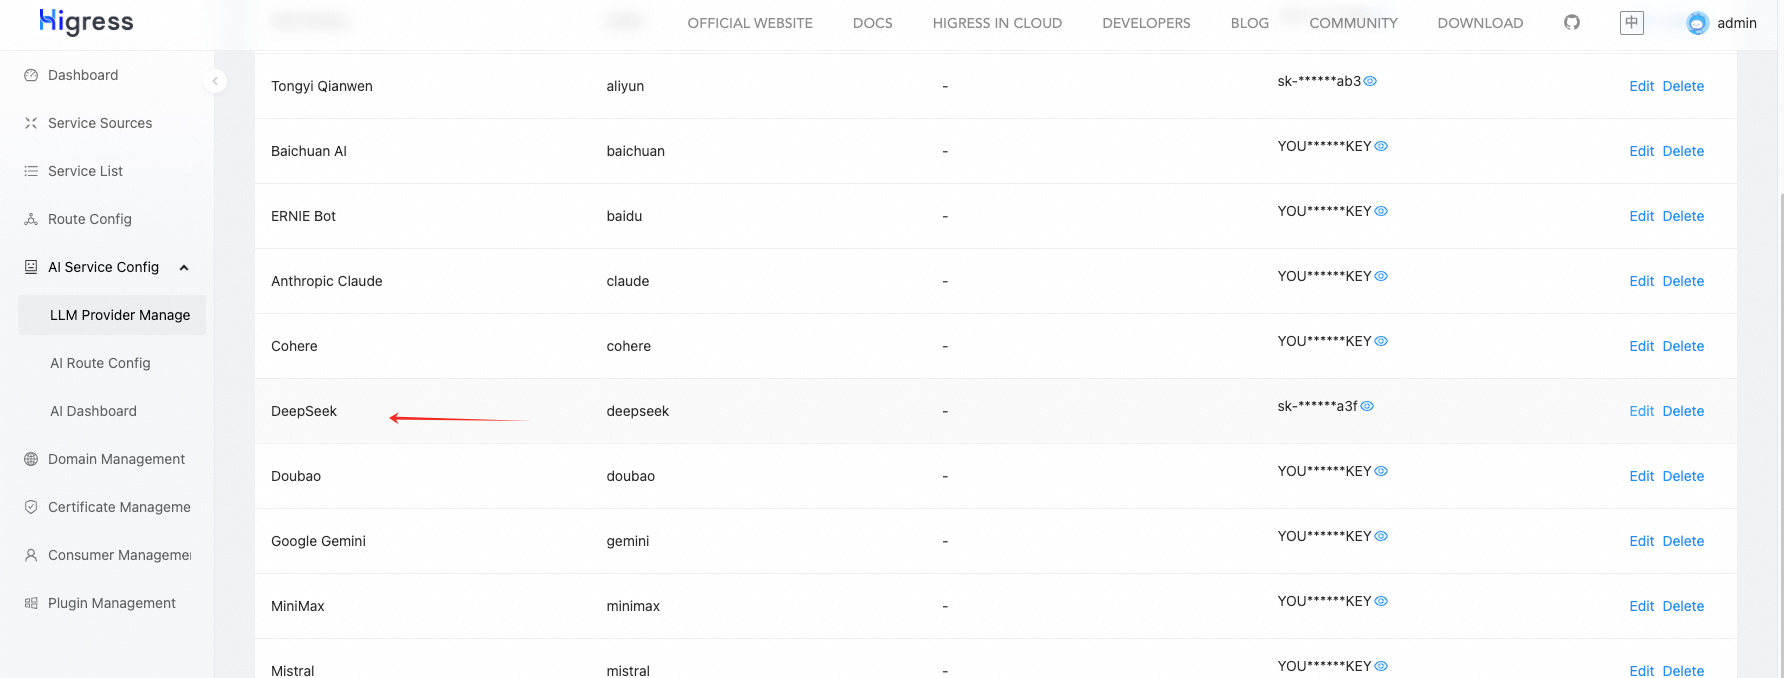 Higress
OFFICIAL WEBSITE DOCS HIGRESS IN CLOUD DEVELOPERS BLOG COMMUNITY DOWNLOAD 中 admin
Dashboard
Service Sources
Service List
Route Config
AI Service Config
LLM Provider Manage
AI Route Config
AI Dashboard
Domain Management
Certificate Manageme
Consumer Managemen
Plugin Management
Tongyi Qianwen aliyun - sk-******ab3 Edit Delete
Baichuan AI baichuan - YOU******KEY Edit Delete
ERNIE Bot baidu - YOU******KEY Edit Delete
Anthropic Claude claude - YOU******KEY Edit Delete
Cohere cohere - YOU******KEY Edit Delete
DeepSeek deepseek - sk-******a3f Edit Delete
Doubao doubao - YOU******KEY Edit Delete
Google Gemini gemini - YOU******KEY Edit Delete
MiniMax minimax - YOU******KEY Edit Delete
Mistral mistral - YOU******KEY Edit Delete